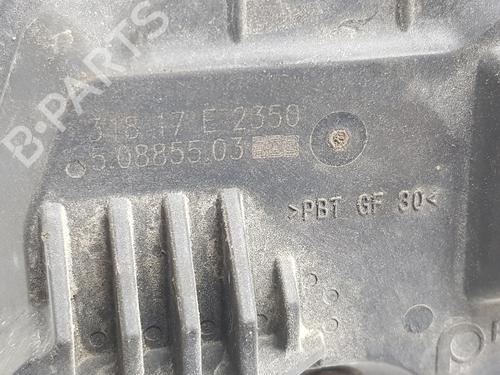 B-PARTS
318 17 E 2350
5.08855.03
>PBT GF 30<